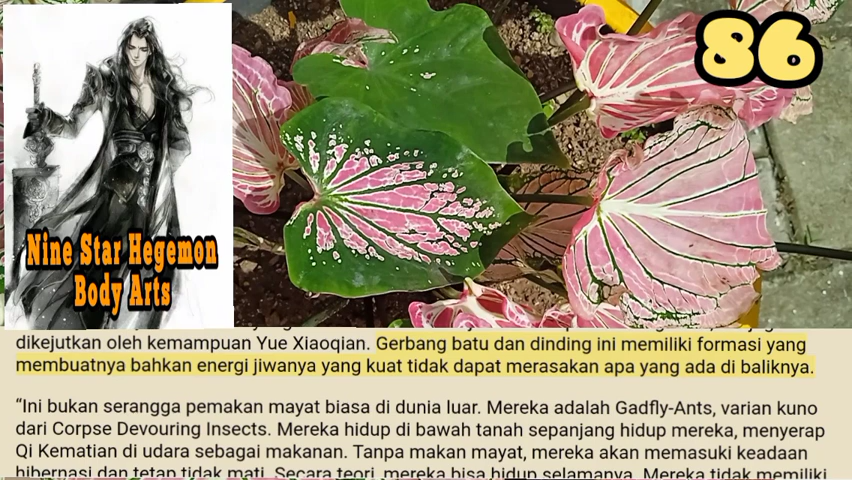 86
Nine Star Hegemon
Body Arts
dikejutkan oleh kemampuan Yue Xiaoqian. Gerbang batu dan dinding ini memiliki formasi yang
membuatnya bahkan energi jiwanya yang kuat tidak dapat merasakan apa yang ada di baliknya.
“Ini bukan serangga pemakan mayat biasa di dunia luar. Mereka adalah Gadfly-Ants, varian kuno
dari Corpse Devouring Insects. Mereka hidup di bawah tanah sepanjang hidup mereka, menyerap
Qi Kematian di udara sebagai makanan. Tanpa makan mayat, mereka akan memasuki keadaan
hibernasi dan tetap tidak mati. Secara teori, mereka bisa hidup selamanya. Mereka tidak memiliki